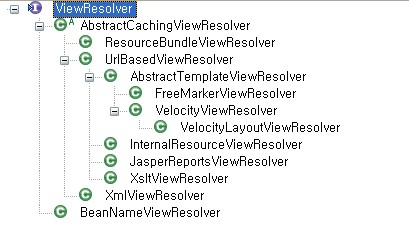 ViewResolver
AbstractCachingViewResolver
ResourceBundleViewResolver
UrlBasedViewResolver
AbstractTemplateViewResolver
FreeMarkerViewResolver
VelocityViewResolver
VelocityLayoutViewResolver
InternalResourceViewResolver
JasperReportsViewResolver
XsltViewResolver
XmlViewResolver
BeanNameViewResolver